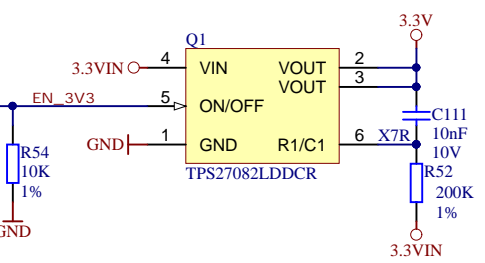 3.3V
Q1
3.3VIN 4 VIN VOUT 2
VOUT 3
EN_3V3 5 ON/OFF
C111
10nF
10V
GND 1 GND R1/C1 6 X7R
R54
10K
1%
TPS27082LDDCR
R52
200K
1%
GND
3.3VIN